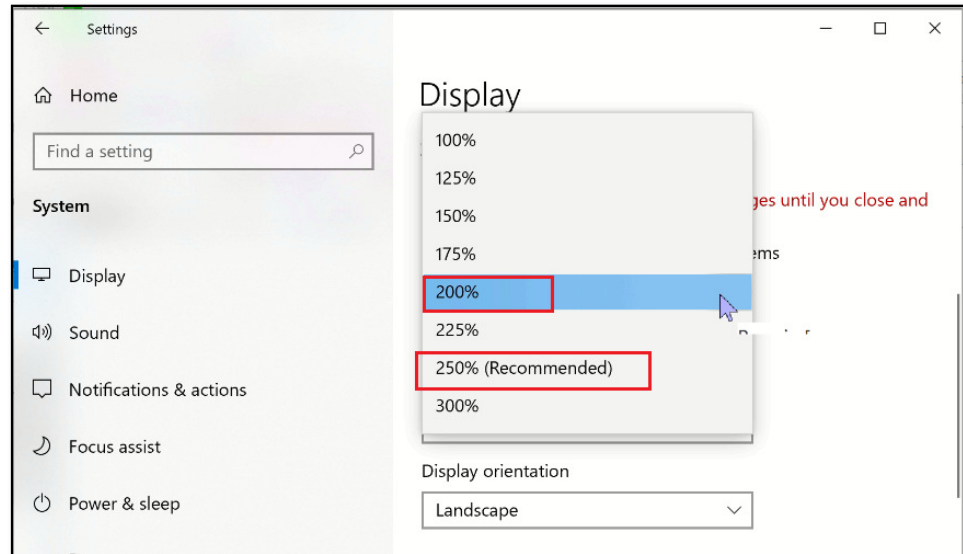 Settings
Home
Find a setting
System
Display
Sound
Notifications & actions
Focus assist
Power & sleep
Display
100%
125%
150%
175%
200%
225%
250% (Recommended)
300%
ges until you close and
ems
Display orientation
Landscape